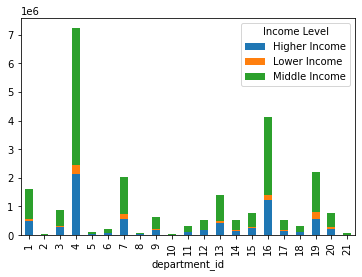 1e6
Income Level
Higher Income
Lower Income
Middle Income
7
6
5
4
3
2
1
0
1 2 3 4 5 6 7 8 9 10 11 12 13 14 15 16 17 18 19 20 21
department_id